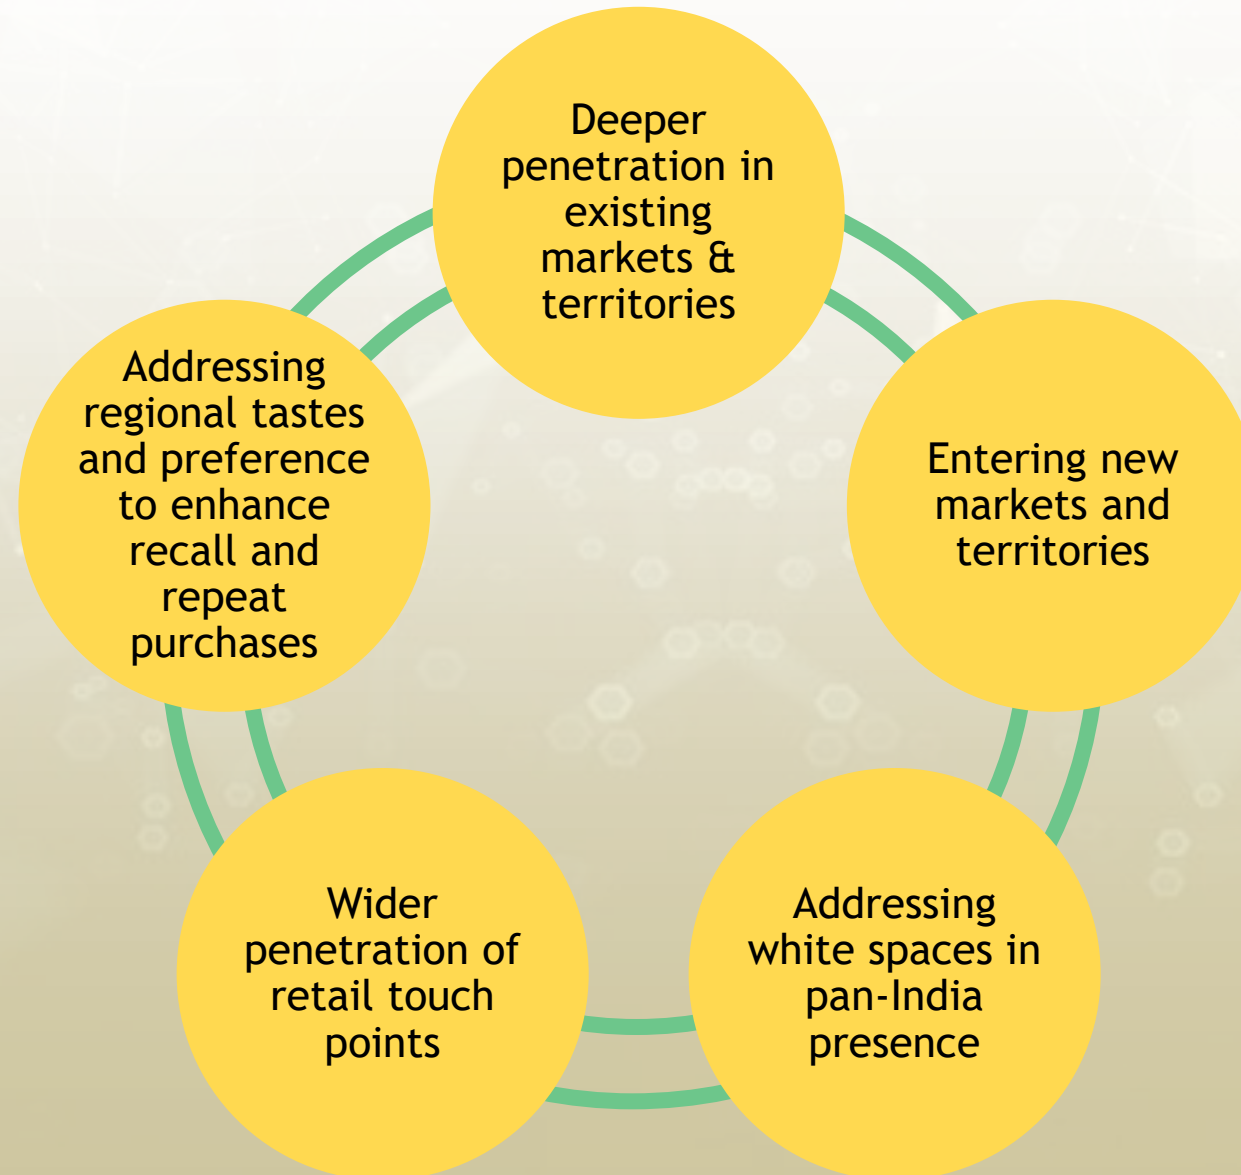 Deeper
penetration in
existing
markets &
territories
Entering new
markets and
territories
Addressing
white spaces in
pan-India
presence
Wider
penetration of
retail touch
points
Addressing
regional tastes
and preference
to enhance
recall and
repeat
purchases